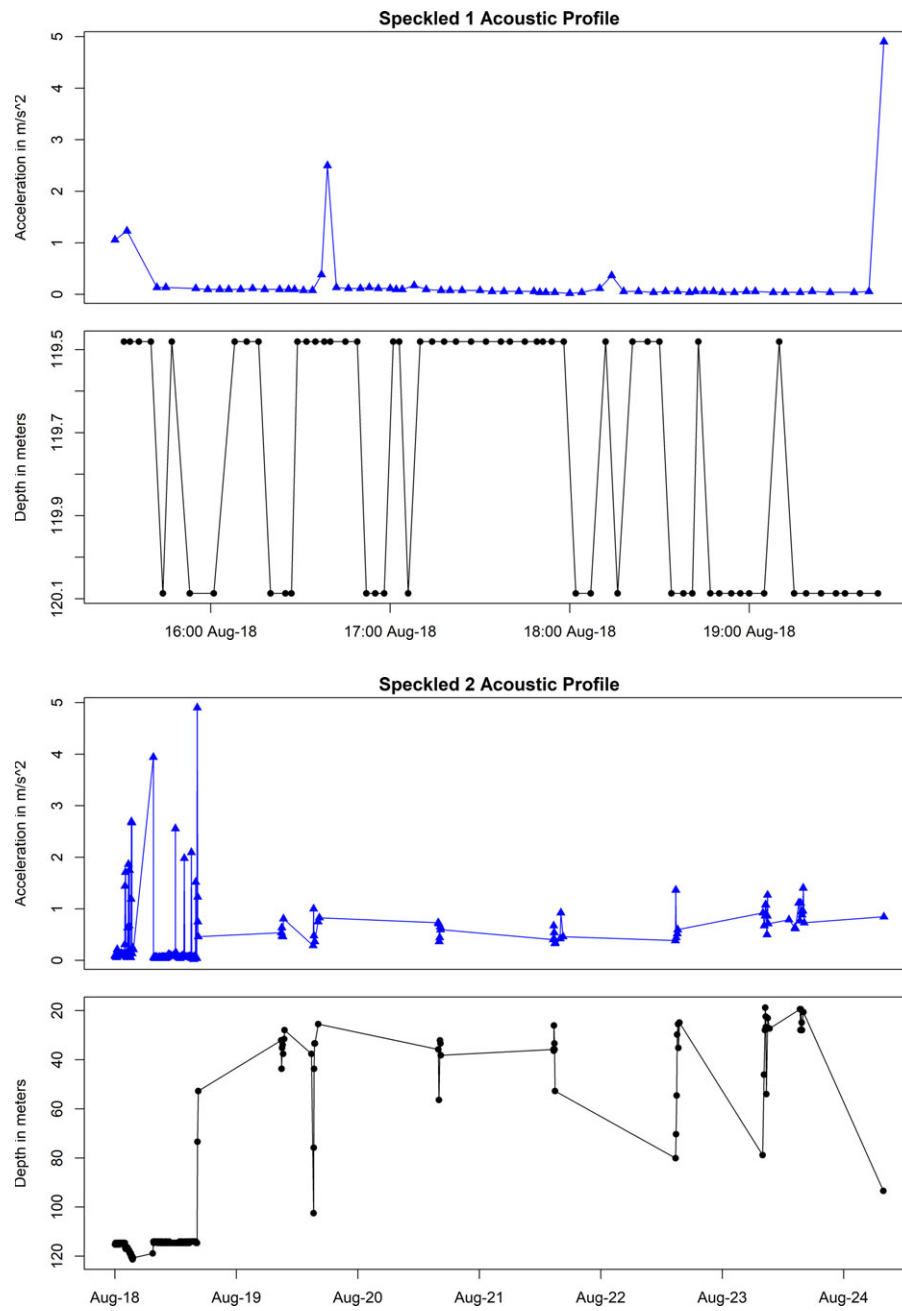 Speckled 1 Acoustic Profile
Acceleration in m/s^2
5
4
3
2
1
0
Depth in meters
119.5
119.7
119.9
120.1
16:00 Aug-18 17:00 Aug-18 18:00 Aug-18 19:00 Aug-18
Speckled 2 Acoustic Profile
Acceleration in m/s^2
5
4
3
2
1
0
Depth in meters
20
40
60
80
100
120
Aug-18 Aug-19 Aug-20 Aug-21 Aug-22 Aug-23 Aug-24